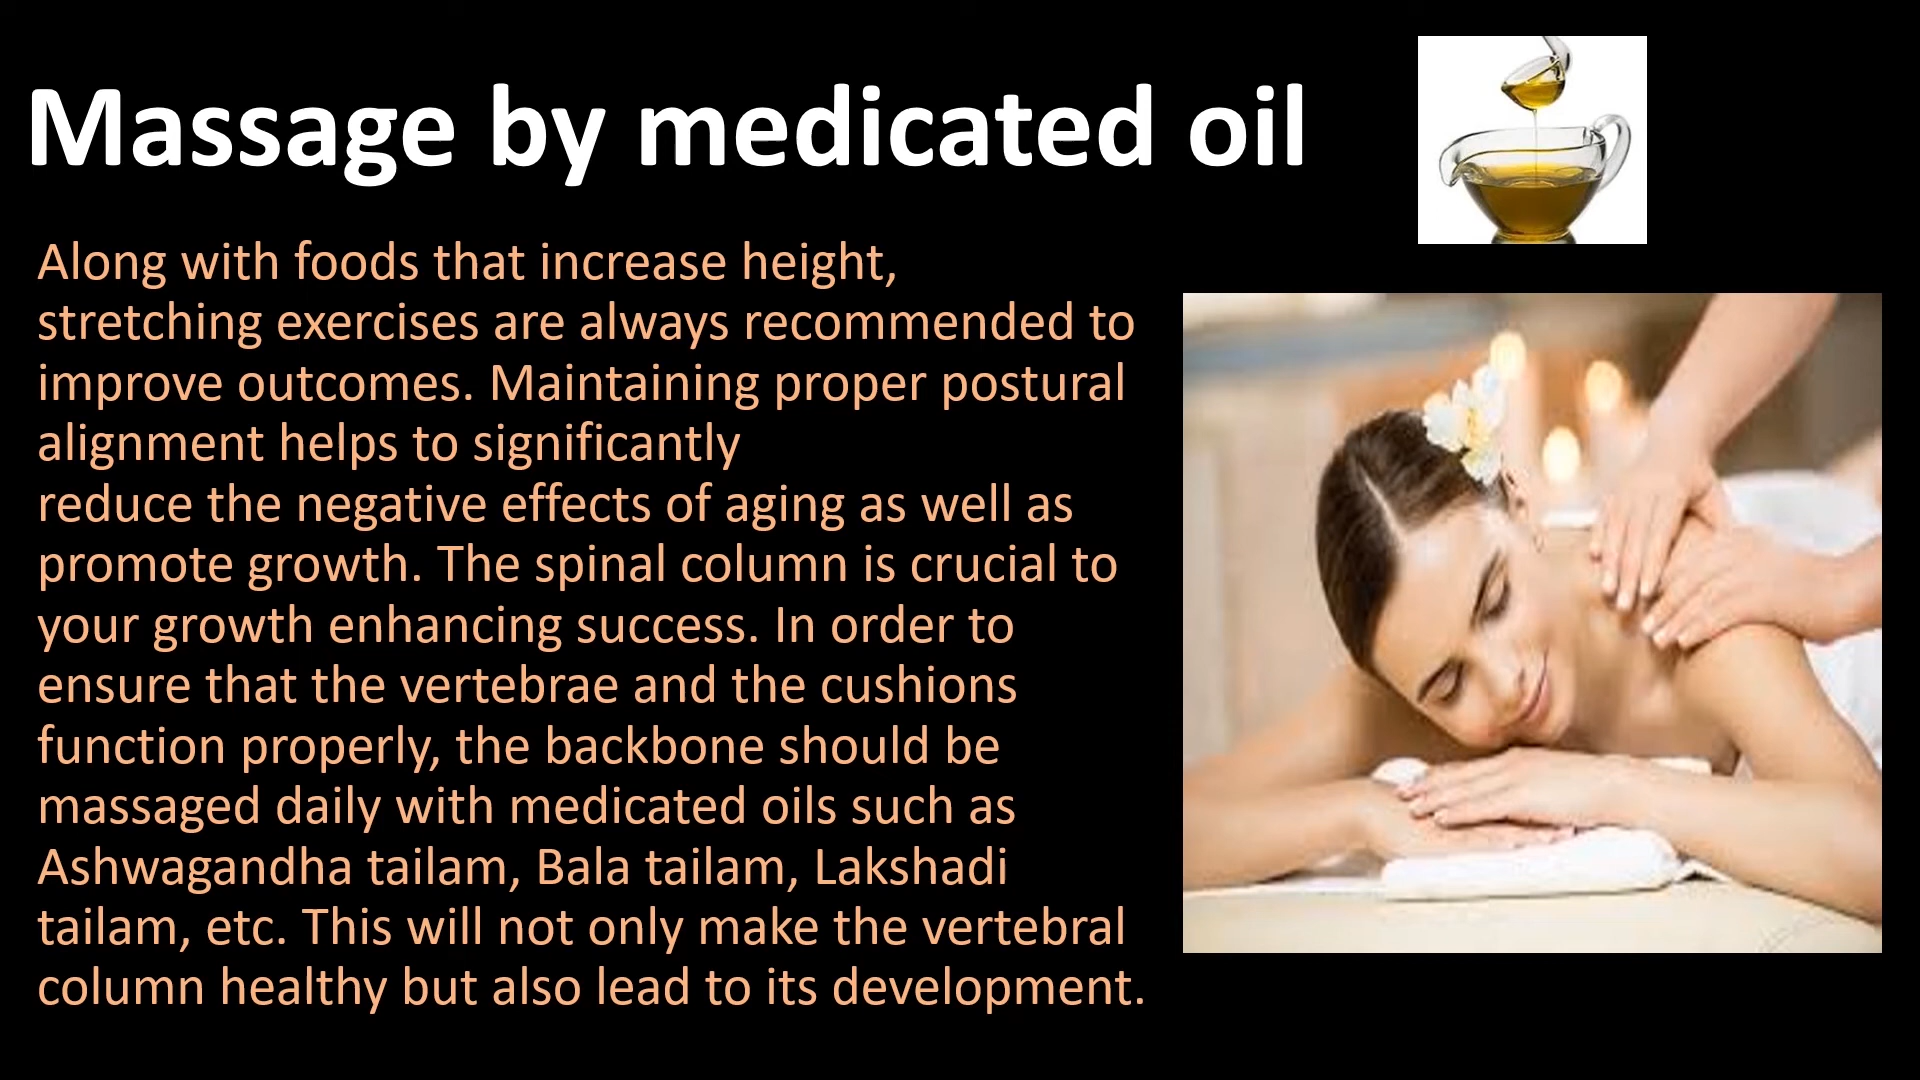 Massage by medicated oil
Along with foods that increase height,
stretching exercises are always recommended to
improve outcomes. Maintaining proper postural
alignment helps to significantly
reduce the negative effects of aging as well as
promote growth. The spinal column is crucial to
your growth enhancing success. In order to
ensure that the vertebrae and the cushions
function properly, the backbone should be
massaged daily with medicated oils such as
Ashwagandha tailam, Bala tailam, Lakshadi
tailam, etc. This will not only make the vertebral
column healthy but also lead to its development.